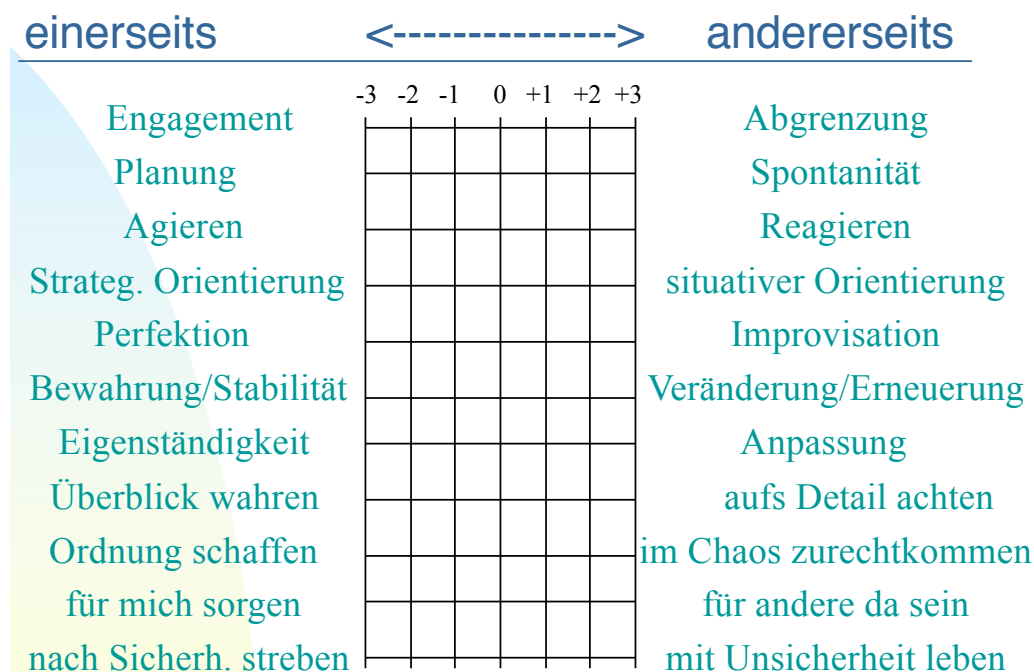 einerseits <---------------> andererseits
-3 -2 -1 0 +1 +2 +3
Engagement Abgrenzung
Planung Spontanität
Agieren Reagieren
Strateg. Orientierung situativer Orientierung
Perfektion Improvisation
Bewahrung/Stabilität Veränderung/Erneuerung
Eigenständigkeit Anpassung
Überblick wahren aufs Detail achten
Ordnung schaffen im Chaos zurechtkommen
für mich sorgen für andere da sein
nach Sicherh. streben mit Unsicherheit leben